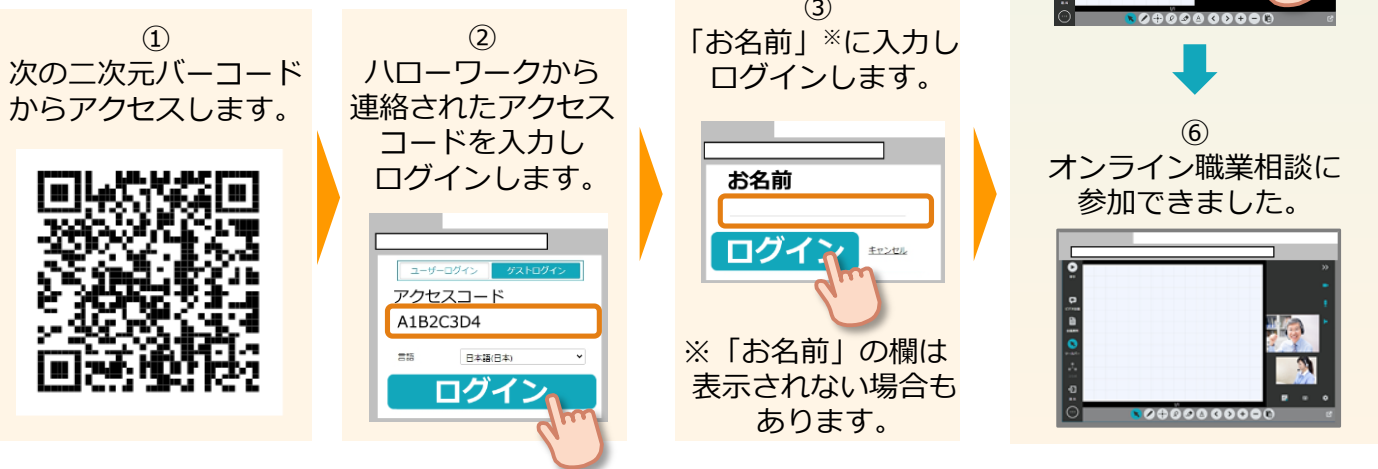 ①
次の二次元バーコード
からアクセスします。
②
ハローワークから
連絡されたアクセス
コードを入力し
ログインします。
ユーザーログイン ゲストログイン
アクセスコード
A1B2C3D4
言語 日本語(日本)
ログイン
③
「お名前」※に入力し
ログインします。
お名前
ログイン キャンセル
※「お名前」の欄は
表示されない場合も
あります。
⑥
オンライン職業相談に
参加できました。